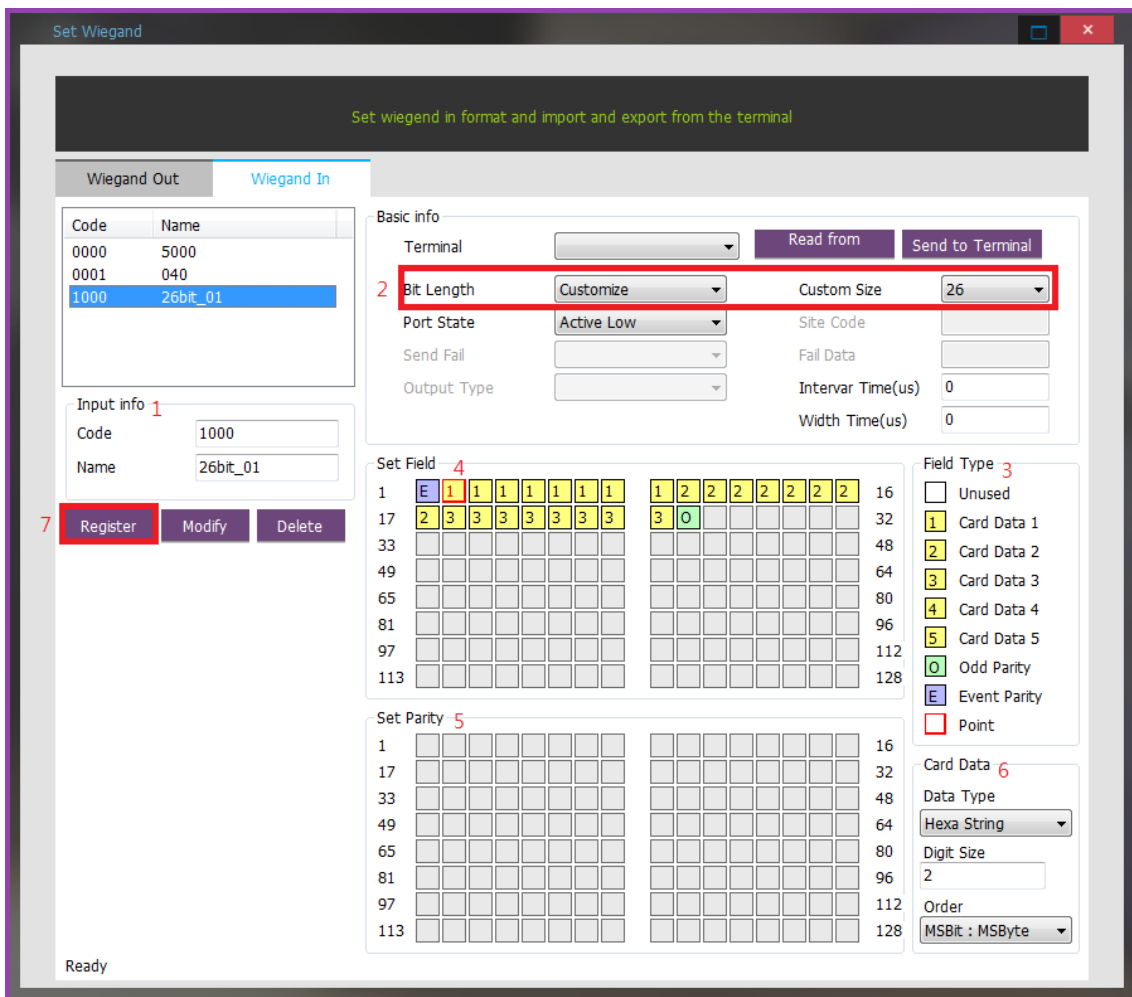 Set Wiegand
Set wiegend in format and import and export from the terminal
Wiegand Out Wiegand In
Code Name
0000 5000
0001 040
1000 26bit_01
Input info 1
Code 1000
Name 26bit_01
7 Register Modify Delete
Basic info
Terminal Read from Send to Terminal
2 Bit Length Customize Custom Size 26
Port State Active Low Site Code
Send Fail Fail Data
Output Type Intervar Time(us) 0
Width Time(us) 0
Set Field 4
1 E 1 1 1 1 1 1 1 1 2 2 2 2 2 2 2 16
17 2 3 3 3 3 3 3 3 3 O 32
33 48
49 64
65 80
81 96
97 112
113 128
Set Parity 5
1 16
17 32
33 48
49 64
65 80
81 96
97 112
113 128
Field Type 3
Unused
1 Card Data 1
2 Card Data 2
3 Card Data 3
4 Card Data 4
5 Card Data 5
O Odd Parity
E Event Parity
Point
Card Data 6
Data Type
Hexa String
Digit Size
2
Order
MSBit : MSByte
Ready